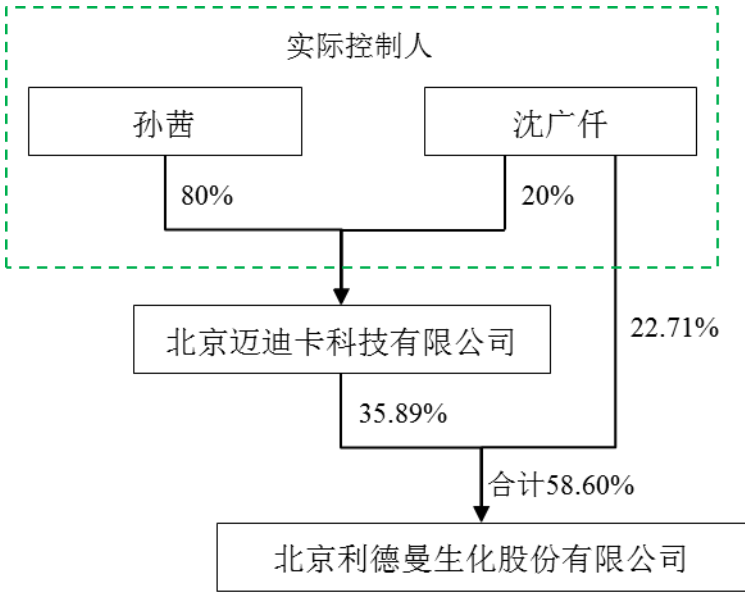 实际控制人
孙茜
沈广仟
80%
20%
北京迈迪卡科技有限公司
22.71%
35.89%
合计58.60%
北京利德曼生化股份有限公司